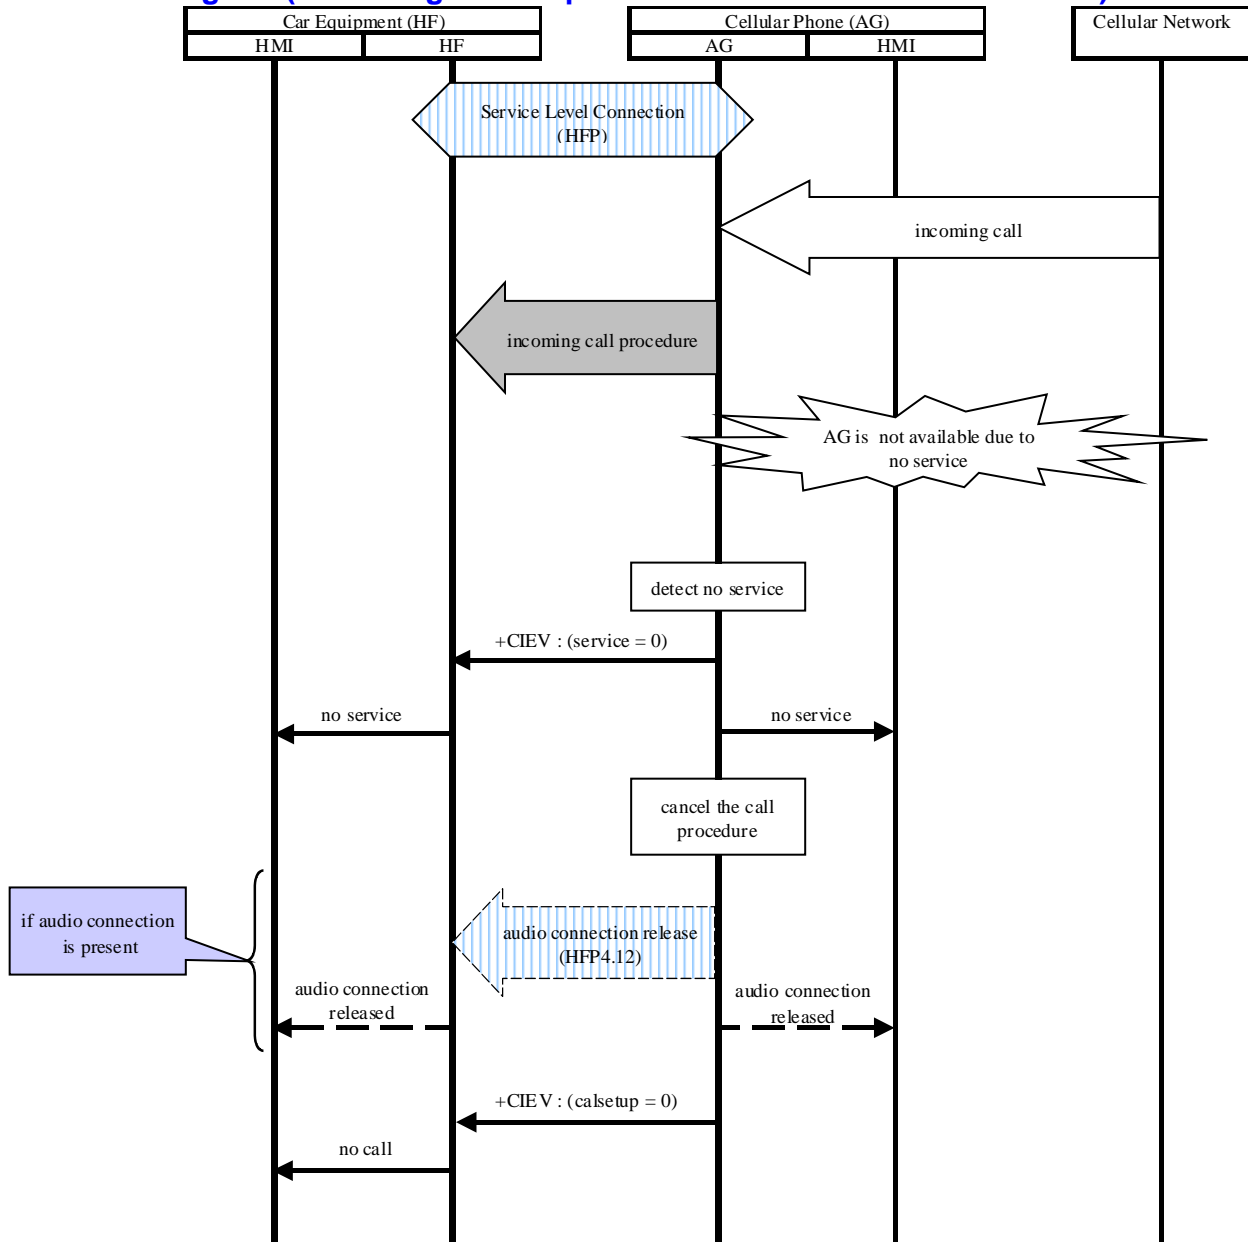 Car Equipment (HF)
Cellular Phone (AG)
Cellular Network
HMI
HF
AG
HMI
Service Level Connection
(HFP)
incoming call
incoming call procedure
AG is not available due to
no service
detect no service
+CIEV : (service = 0)
no service
no service
cancel the call
procedure
if audio connection
is present
audio connection release
(HFP4.12)
audio connection
released
audio connection
released
+CIEV : (calsetup = 0)
no call